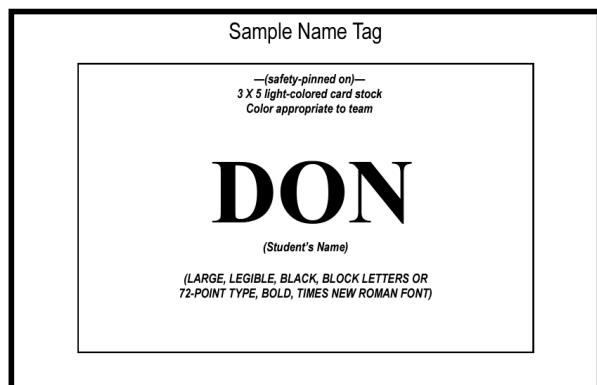 Sample Name Tag
—(safety-pinned on)—
3 X 5 light-colored card stock
Color appropriate to team
DON
(Student's Name)
(LARGE, LEGIBLE, BLACK, BLOCK LETTERS OR
72-POINT TYPE, BOLD, TIMES NEW ROMAN FONT)